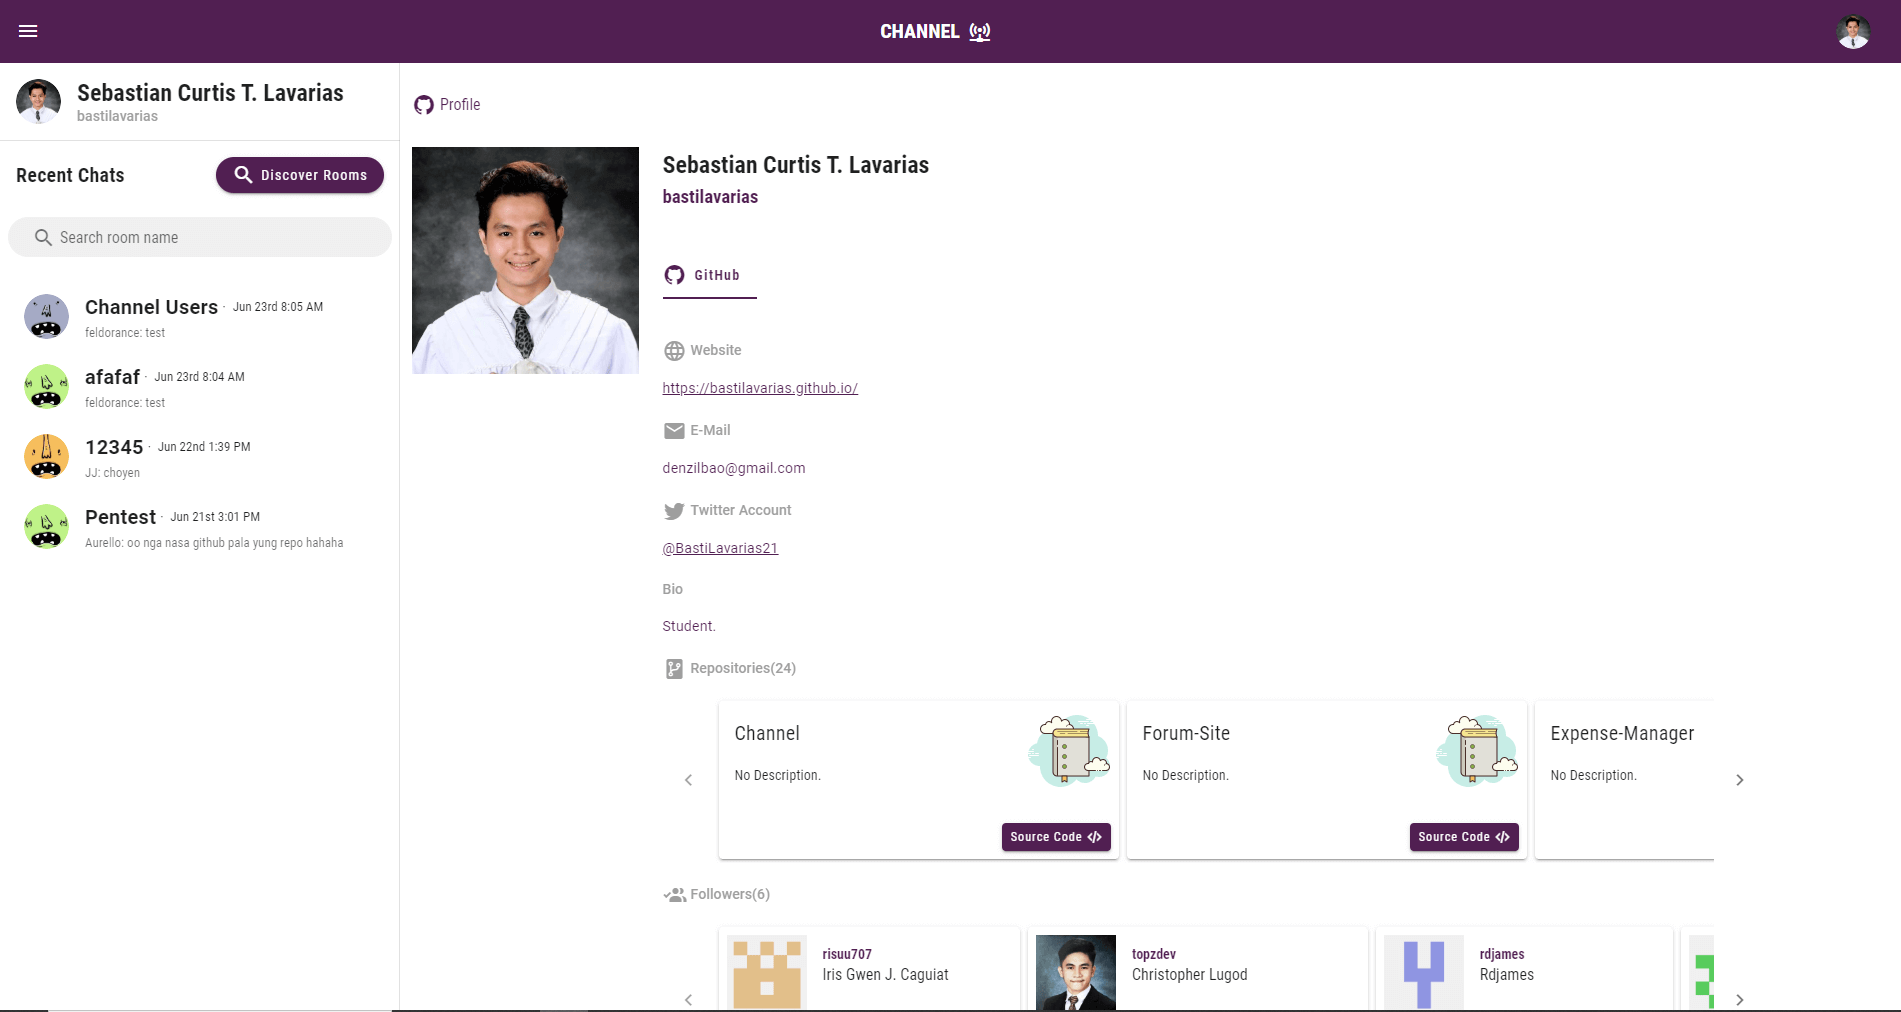 CHANNEL
Sebastian Curtis T. Lavarias
bastilavarias
Recent Chats
Discover Rooms
Search room name
Channel Users · Jun 23rd 8:05 AM
feldorance: test
afafaf · Jun 23rd 8:04 AM
feldorance: test
12345 · Jun 22nd 1:39 PM
JJ: choyen
Pentest · Jun 21st 3:01 PM
Aurello: oo nga nasa github pala yung repo hahaha
Profile
Sebastian Curtis T. Lavarias
bastilavarias
GitHub
Website
https://bastilavarias.github.io/
E-Mail
denzilbao@gmail.com
Twitter Account
@BastiLavarias21
Bio
Student.
Repositories(24)
Channel
No Description.
Source Code
Forum-Site
No Description.
Source Code
Expense-Manager
No Description.
Followers(6)
risuu707
Iris Gwen J. Caguiat
topzdev
Christopher Lugod
rdjames
Rdjames